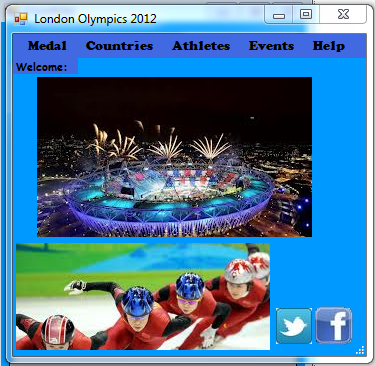 London Olympics 2012
Medal Countries Athletes Events Help
Welcome: